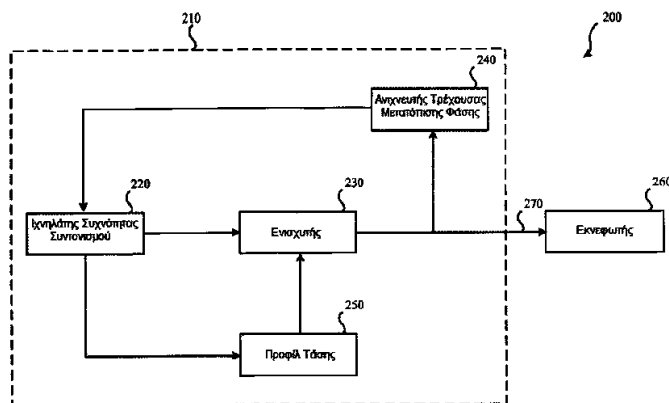 210
200
240
Ανιχνευτής Τρέχουσας
Μετατόπισης Φάσης
220
Ιχνηλάτης Συχνότητας
Συντονισμού
230
Ενισχυτής
270
260
Εκνεφωτής
250
Προφίλ Τάσης